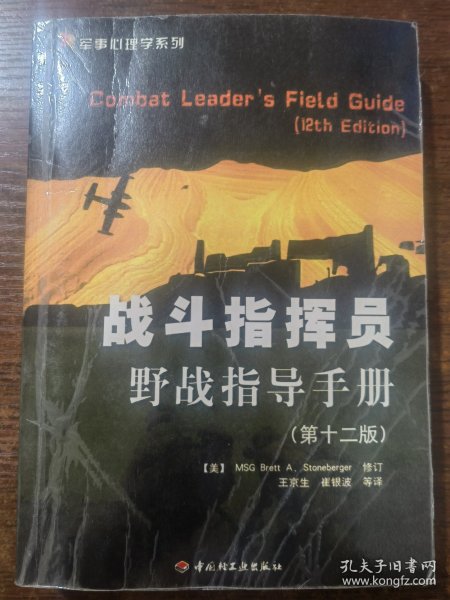 军事心理学系列
Combat Leader's Field Guide
(12th Edition)
战斗指挥员
野战指导手册
(第十二版)
【美】 MSG Brett A. Stoneberger 修订
王京生 崔银波 等译
中国轻工业出版社
孔夫子旧书网
www.kongfz.com